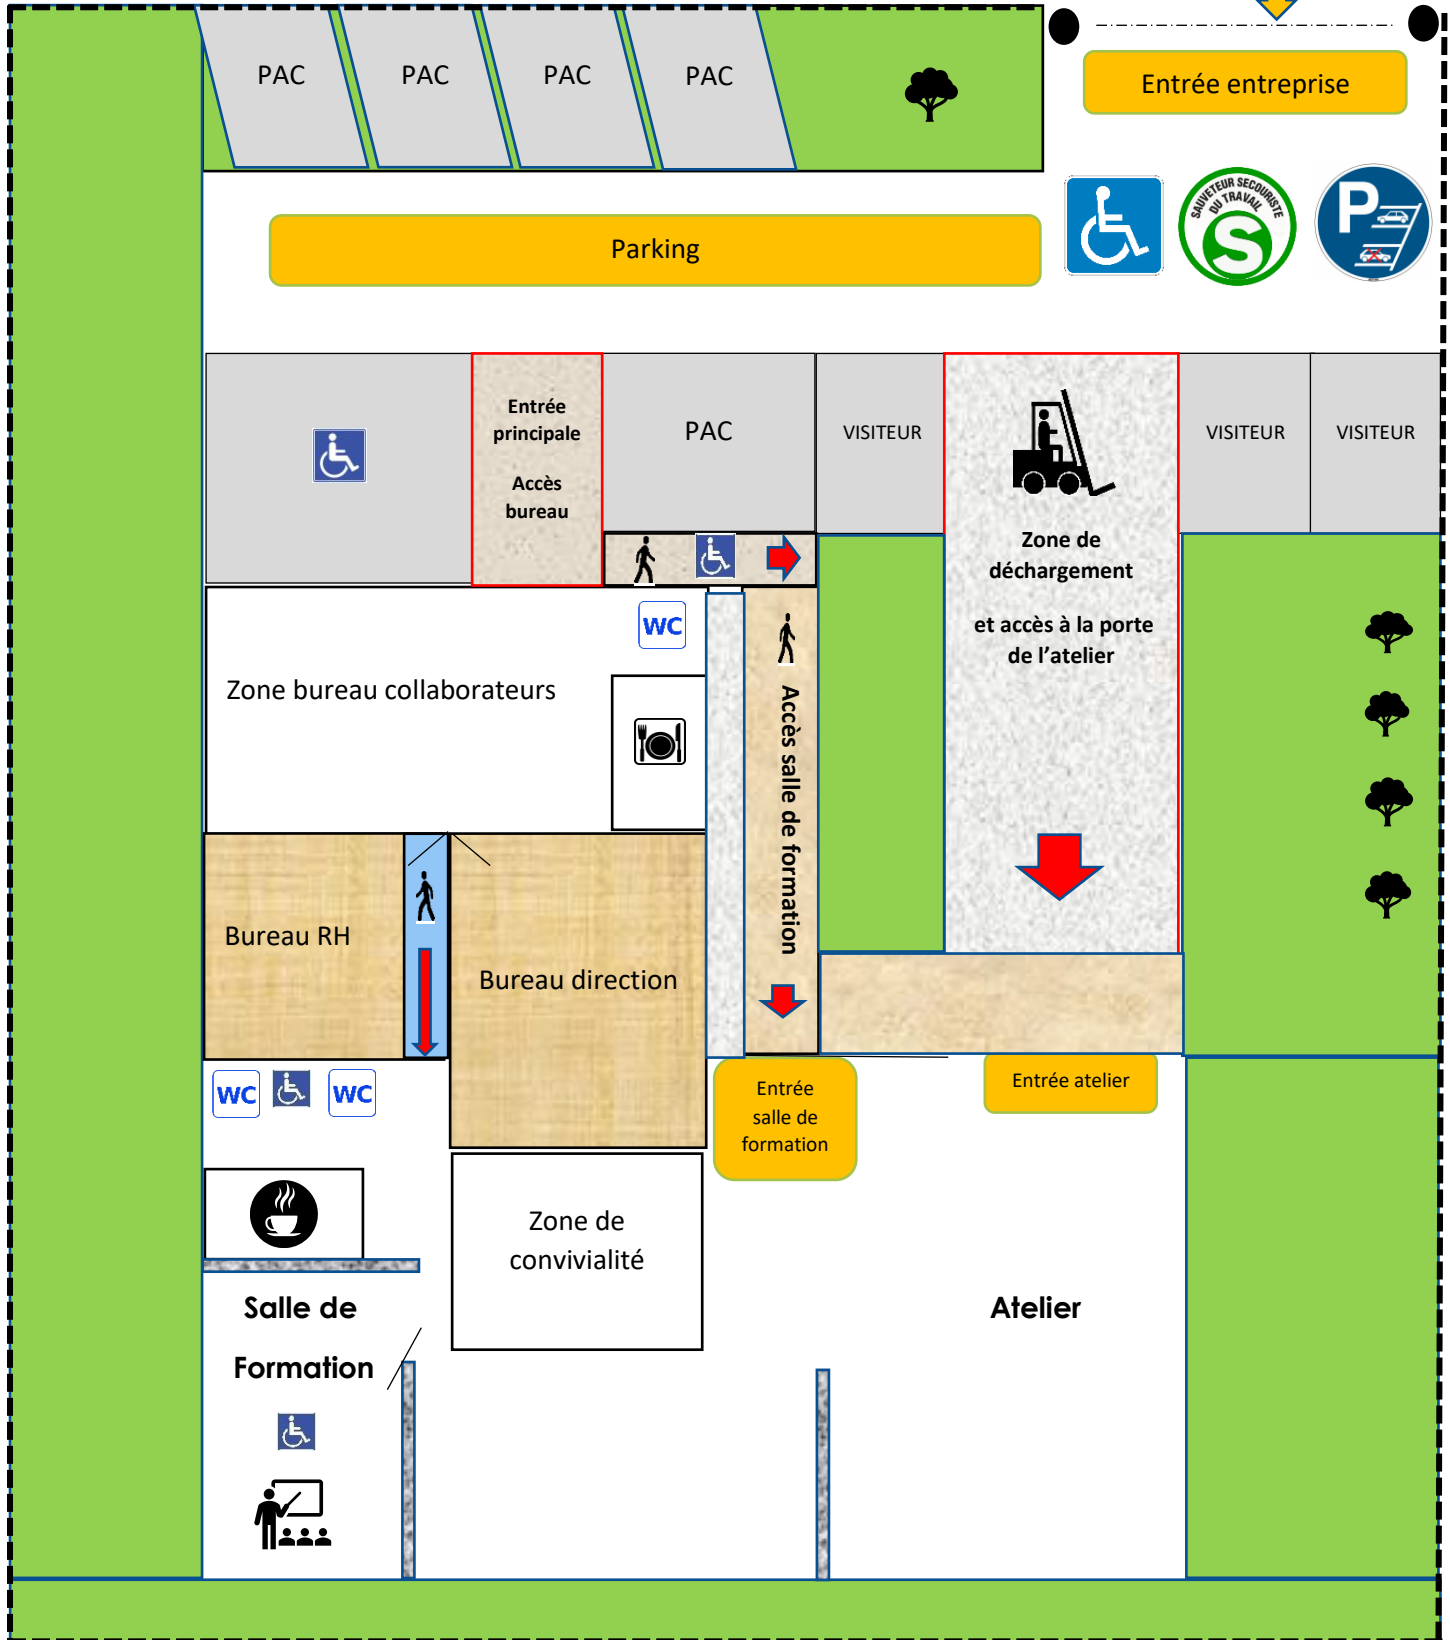 PAC
PAC
PAC
PAC
Entrée entreprise
SAUVETEUR SECOURISTE
DU TRAVAIL
S
P
Parking
Entrée
principale
Accès
bureau
PAC
VISITEUR
VISITEUR
VISITEUR
Zone de
déchargement
et accès à la porte
de l'atelier
WC
Zone bureau collaborateurs
Accès salle de formation
Bureau RH
Bureau direction
WC
WC
Entrée
salle de
formation
Entrée atelier
Zone de
convivialité
Salle de
Formation
Atelier